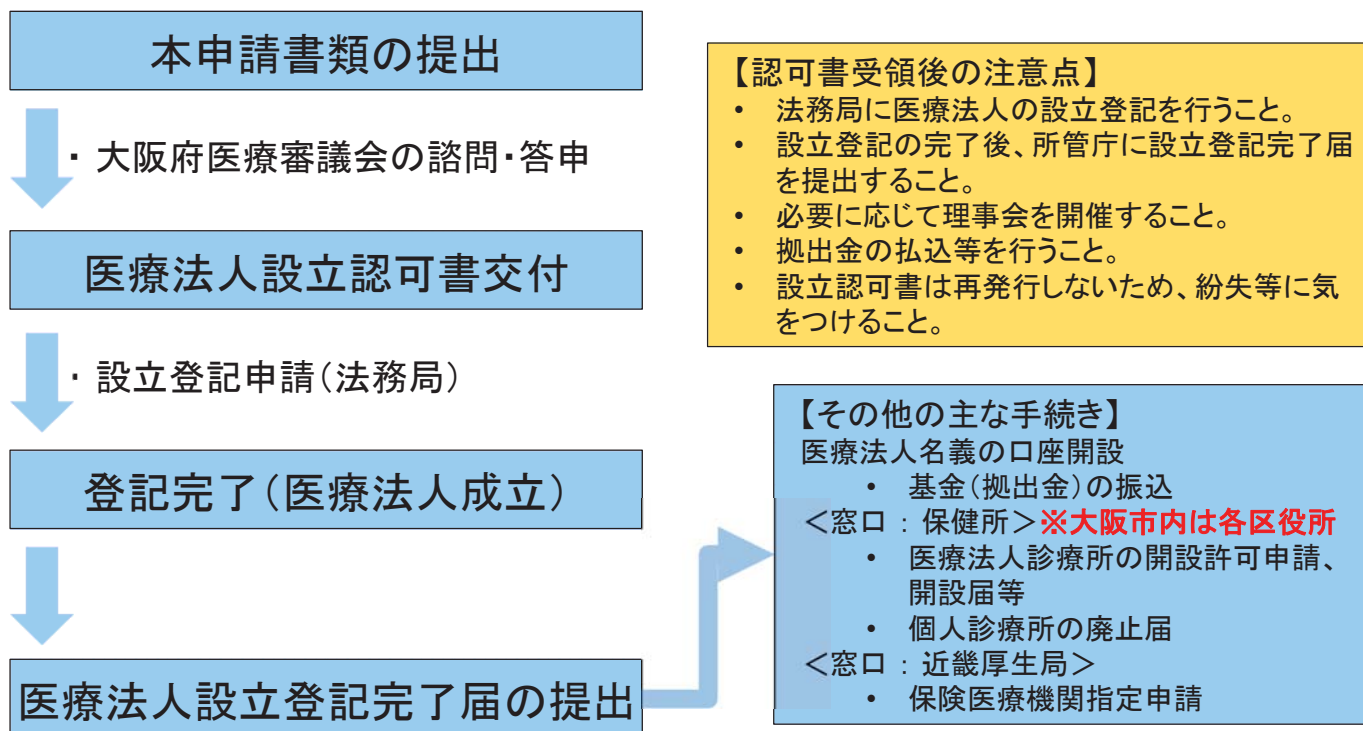 本申請書類の提出
・ 大阪府医療審議会の諮問・答申
医療法人設立認可書交付
・ 設立登記申請(法務局)
登記完了(医療法人成立)
医療法人設立登記完了届の提出
【認可書受領後の注意点】
• 法務局に医療法人の設立登記を行うこと。
• 設立登記の完了後、所管庁に設立登記完了届
を提出すること。
• 必要に応じて理事会を開催すること。
• 拠出金の払込等を行うこと。
• 設立認可書は再発行しないため、紛失等に気
をつけること。
【その他の主な手続き】
医療法人名義の口座開設
• 基金(拠出金)の振込
<窓口 : 保健所>※大阪市内は各区役所
• 医療法人診療所の開設許可申請、
開設届等
• 個人診療所の廃止届
<窓口 : 近畿厚生局>
• 保険医療機関指定申請